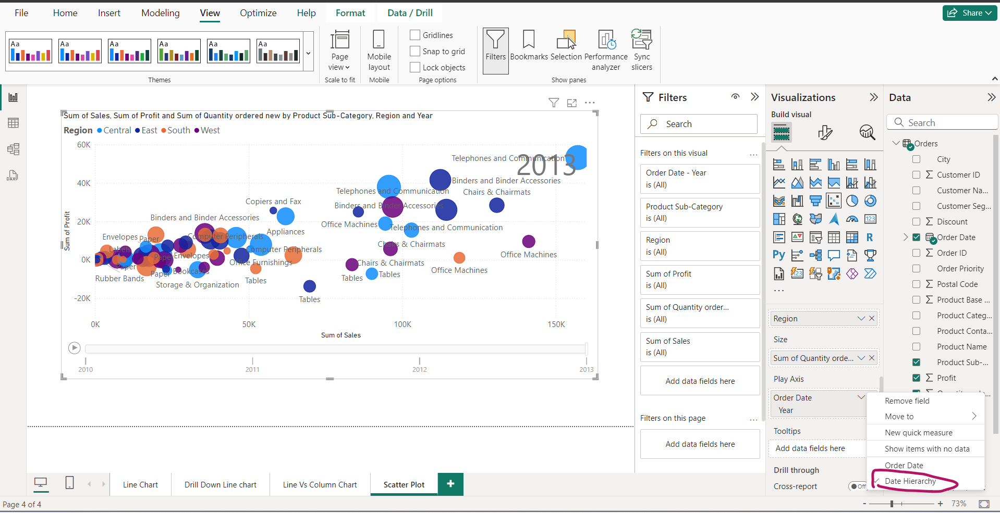 File Home Insert Modeling View Optimize Help Format Data / Drill Share
Aa Aa Aa Aa Aa Aa
Page view
Mobile layout
Gridlines
Snap to grid
Lock objects
Filters
Bookmarks
Selection
Performance analyzer
Sync slicers
Themes
Scale to fit
Mobile
Page options
Show panes
DAX
Sum of Sales, Sum of Profit and Sum of Quantity ordered new by Product Sub-Category, Region and Year
Region Central East South West
60K
40K
20K
0K
-20K
Sum of Profit
2013
Telephones and Communication
Binders and Binder Accessories
Chairs & Chairmats
Telephones and Communication
Binders and Binder Accessories
Copiers and Fax
Binders and Binder Accessories
Office Machines
Telephones and Communication
Appliances
Envelopes
Paper
Computer Peripherals
Chairs & Chairmats
Labels
Computer Peripherals
Office Machines
Paper
Envelopes
Office Furnishings
Chairs & Chairmats
Paper
Paper
Bookcases
Office Machines
Rubber Bands
Tables
Tables
Tables
Storage & Organization
Tables
0K 50K 100K 150K
Sum of Sales
2010 2011 2012 2013
Filters
Search
Filters on this visual
...
Order Date - Year
is (All)
Product Sub-Category
is (All)
Region
is (All)
Sum of Profit
is (All)
Sum of Quantity order...
is (All)
Sum of Sales
is (All)
Add data fields here
Filters on this page
...
Add data fields here
Visualizations
Build visual
123
R
Py
123
...
Region
Size
Sum of Quantity orde...
Play Axis
Order Date
Year
Tooltips
Add data fields here
Drill through
Cross-report
Off
Data
Search
Orders
City
Customer ID
Customer Na...
Customer Seg...
Discount
Order Date
Order ID
Order Priority
Postal Code
Product Base ...
Product Categ...
Product Conta...
Product Name
Product Sub-...
Profit
Remove field
Move to
New quick measure
Show items with no data
Order Date
Date Hierarchy
Line Chart
Drill Down Line chart
Line Vs Column Chart
Scatter Plot
+
Page 4 of 4
- + 73%